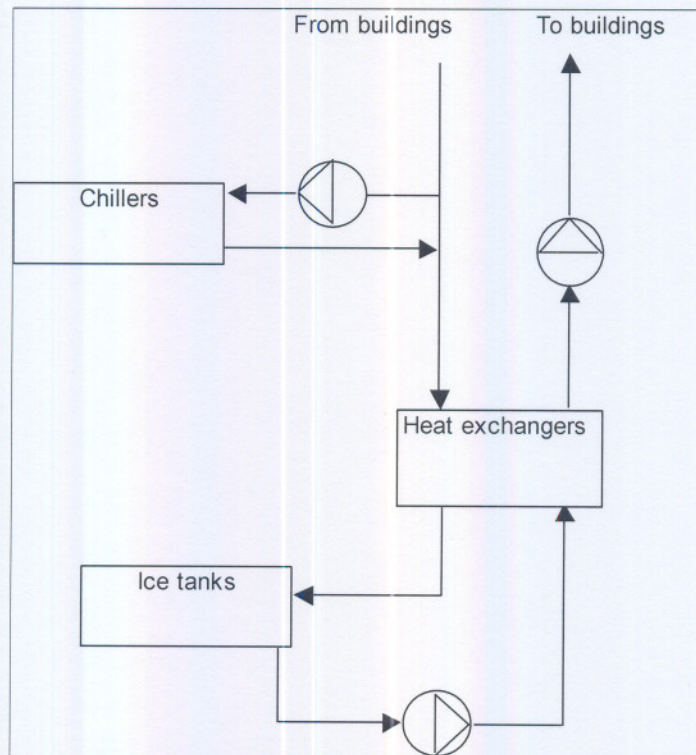 From buildings
To buildings
Chillers
Heat exchangers
Ice tanks